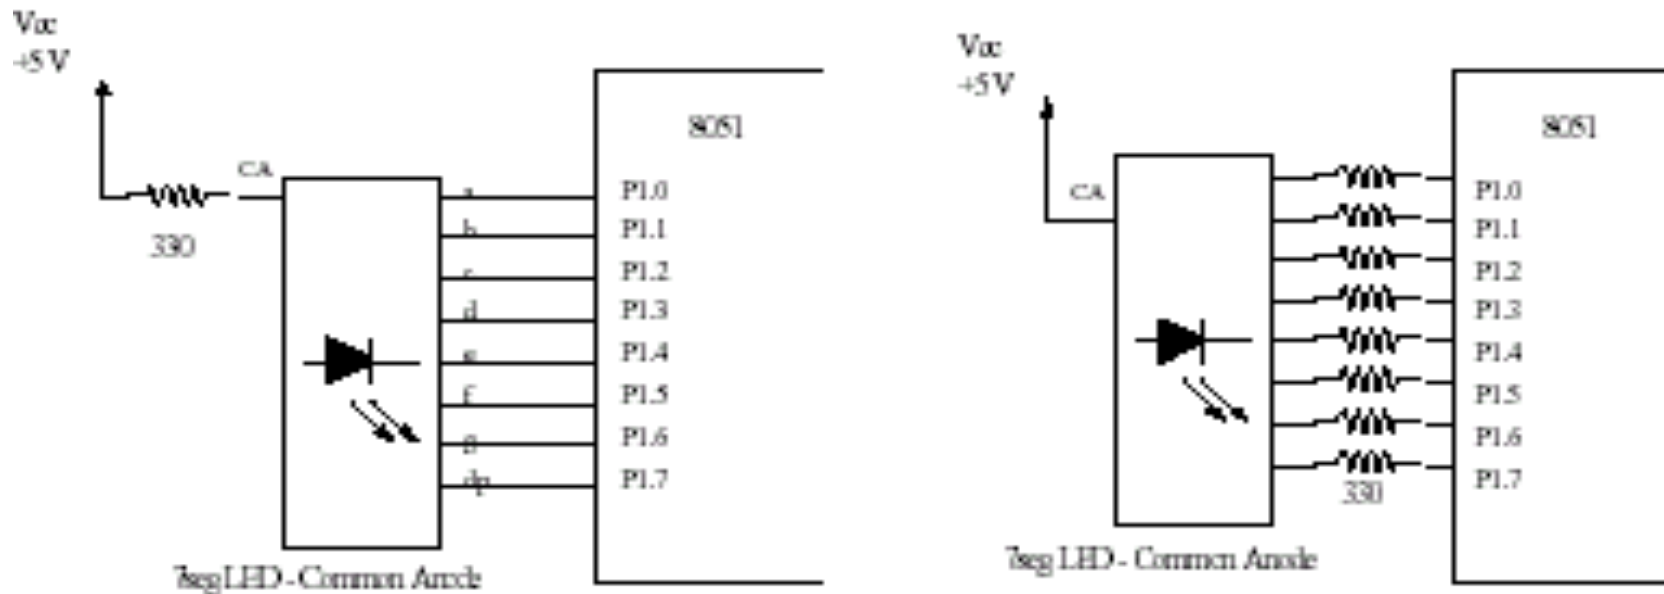 Vcc
+5V
CA
330
a
b
c
d
e
f
g
dp
8051
P1.0
P1.1
P1.2
P1.3
P1.4
P1.5
P1.6
P1.7
7seg LED - Common Anode
Vcc
+5V
CA
330
8051
P1.0
P1.1
P1.2
P1.3
P1.4
P1.5
P1.6
P1.7
7seg LED - Common Anode